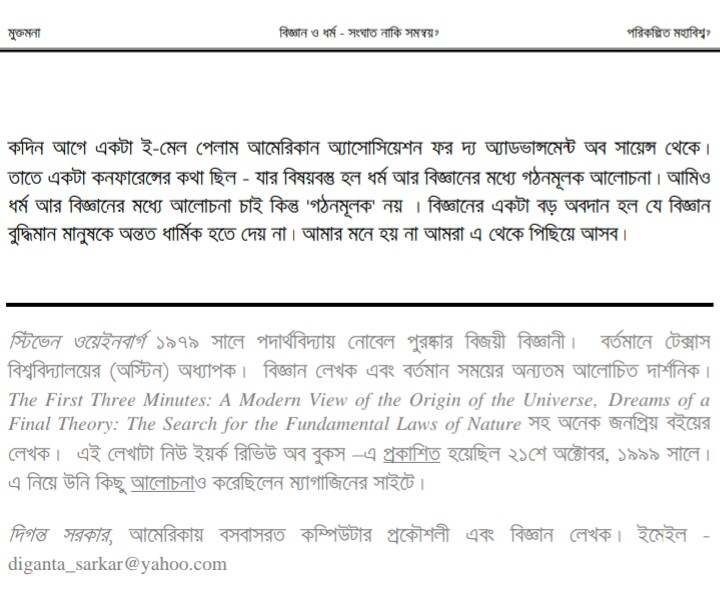 মুক্তমনা বিজ্ঞান ও ধর্ম - সংঘাত নাকি সমন্বয়? পরিকল্পিত মহাবিশ্ব?
কদিন আগে একটা ই-মেল পেলাম আমেরিকান অ্যাসোসিয়েশন ফর দ্য অ্যাডভান্সমেন্ট অব সায়েন্স থেকে।
তাতে একটা কনফারেন্সের কথা ছিল - যার বিষয়বস্তু হল ধর্ম আর বিজ্ঞানের মধ্যে গঠনমূলক আলোচনা। আমিও
ধর্ম আর বিজ্ঞানের মধ্যে আলোচনা চাই কিন্তু 'গঠনমূলক' নয় । বিজ্ঞানের একটা বড় অবদান হল যে বিজ্ঞান
বুদ্ধিমান মানুষকে অন্তত ধার্মিক হতে দেয় না। আমার মনে হয় না আমরা এ থেকে পিছিয়ে আসব।
স্টিভেন ওয়েইনবার্গ ১৯৭৯ সালে পদার্থবিদ্যায় নোবেল পুরষ্কার বিজয়ী বিজ্ঞানী। বর্তমানে টেক্সাস
বিশ্ববিদ্যালয়ের (অস্টিন) অধ্যাপক। বিজ্ঞান লেখক এবং বর্তমান সময়ের অন্যতম আলোচিত দার্শনিক।
The First Three Minutes: A Modern View of the Origin of the Universe, Dreams of a
Final Theory: The Search for the Fundamental Laws of Nature সহ অনেক জনপ্রিয় বইয়ের
লেখক। এই লেখাটা নিউ ইয়র্ক রিভিউ অব বুকস –এ প্রকাশিত হয়েছিল ২১শে অক্টোবর, ১৯৯৯ সালে।
এ নিয়ে উনি কিছু আলোচনাও করেছিলেন ম্যাগাজিনের সাইটে।
দিগন্ত সরকার, আমেরিকায় বসবাসরত কম্পিউটার প্রকৌশলী এবং বিজ্ঞান লেখক। ইমেইল -
diganta_sarkar@yahoo.com